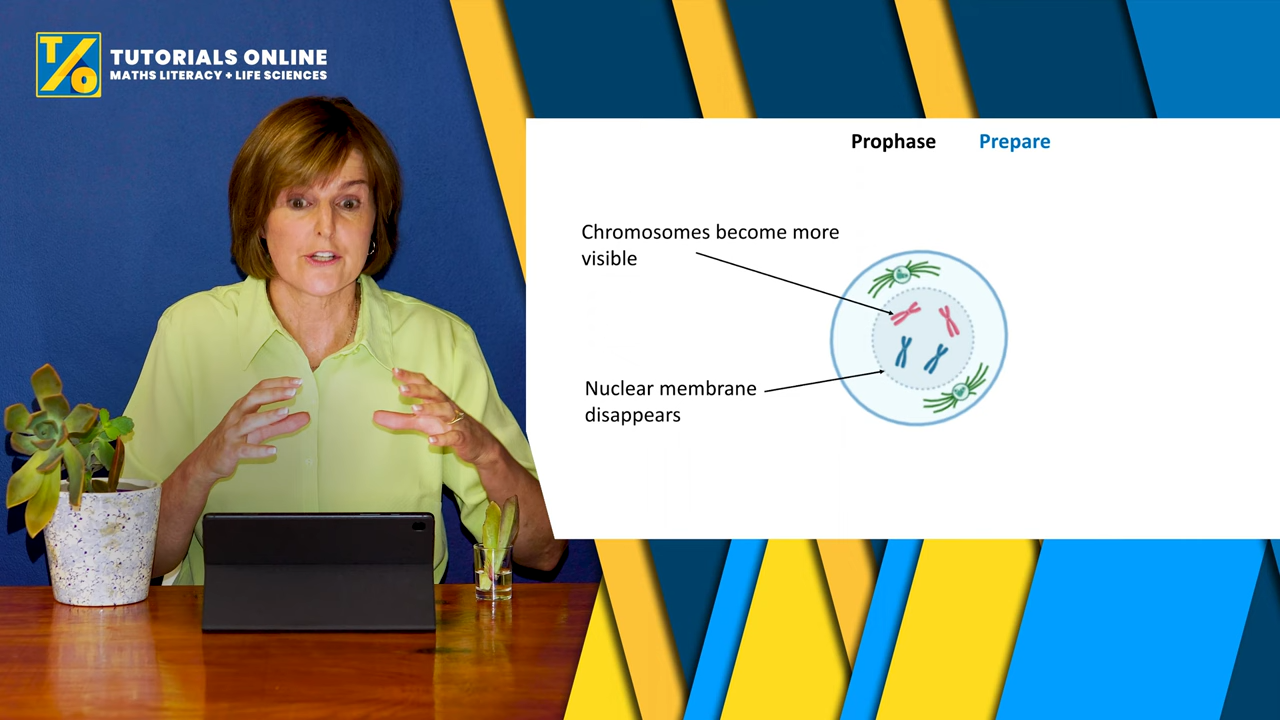 T/O
TUTORIALS ONLINE
MATHS LITERACY + LIFE SCIENCES
Prophase Prepare
Chromosomes become more
visible
Nuclear membrane
disappears